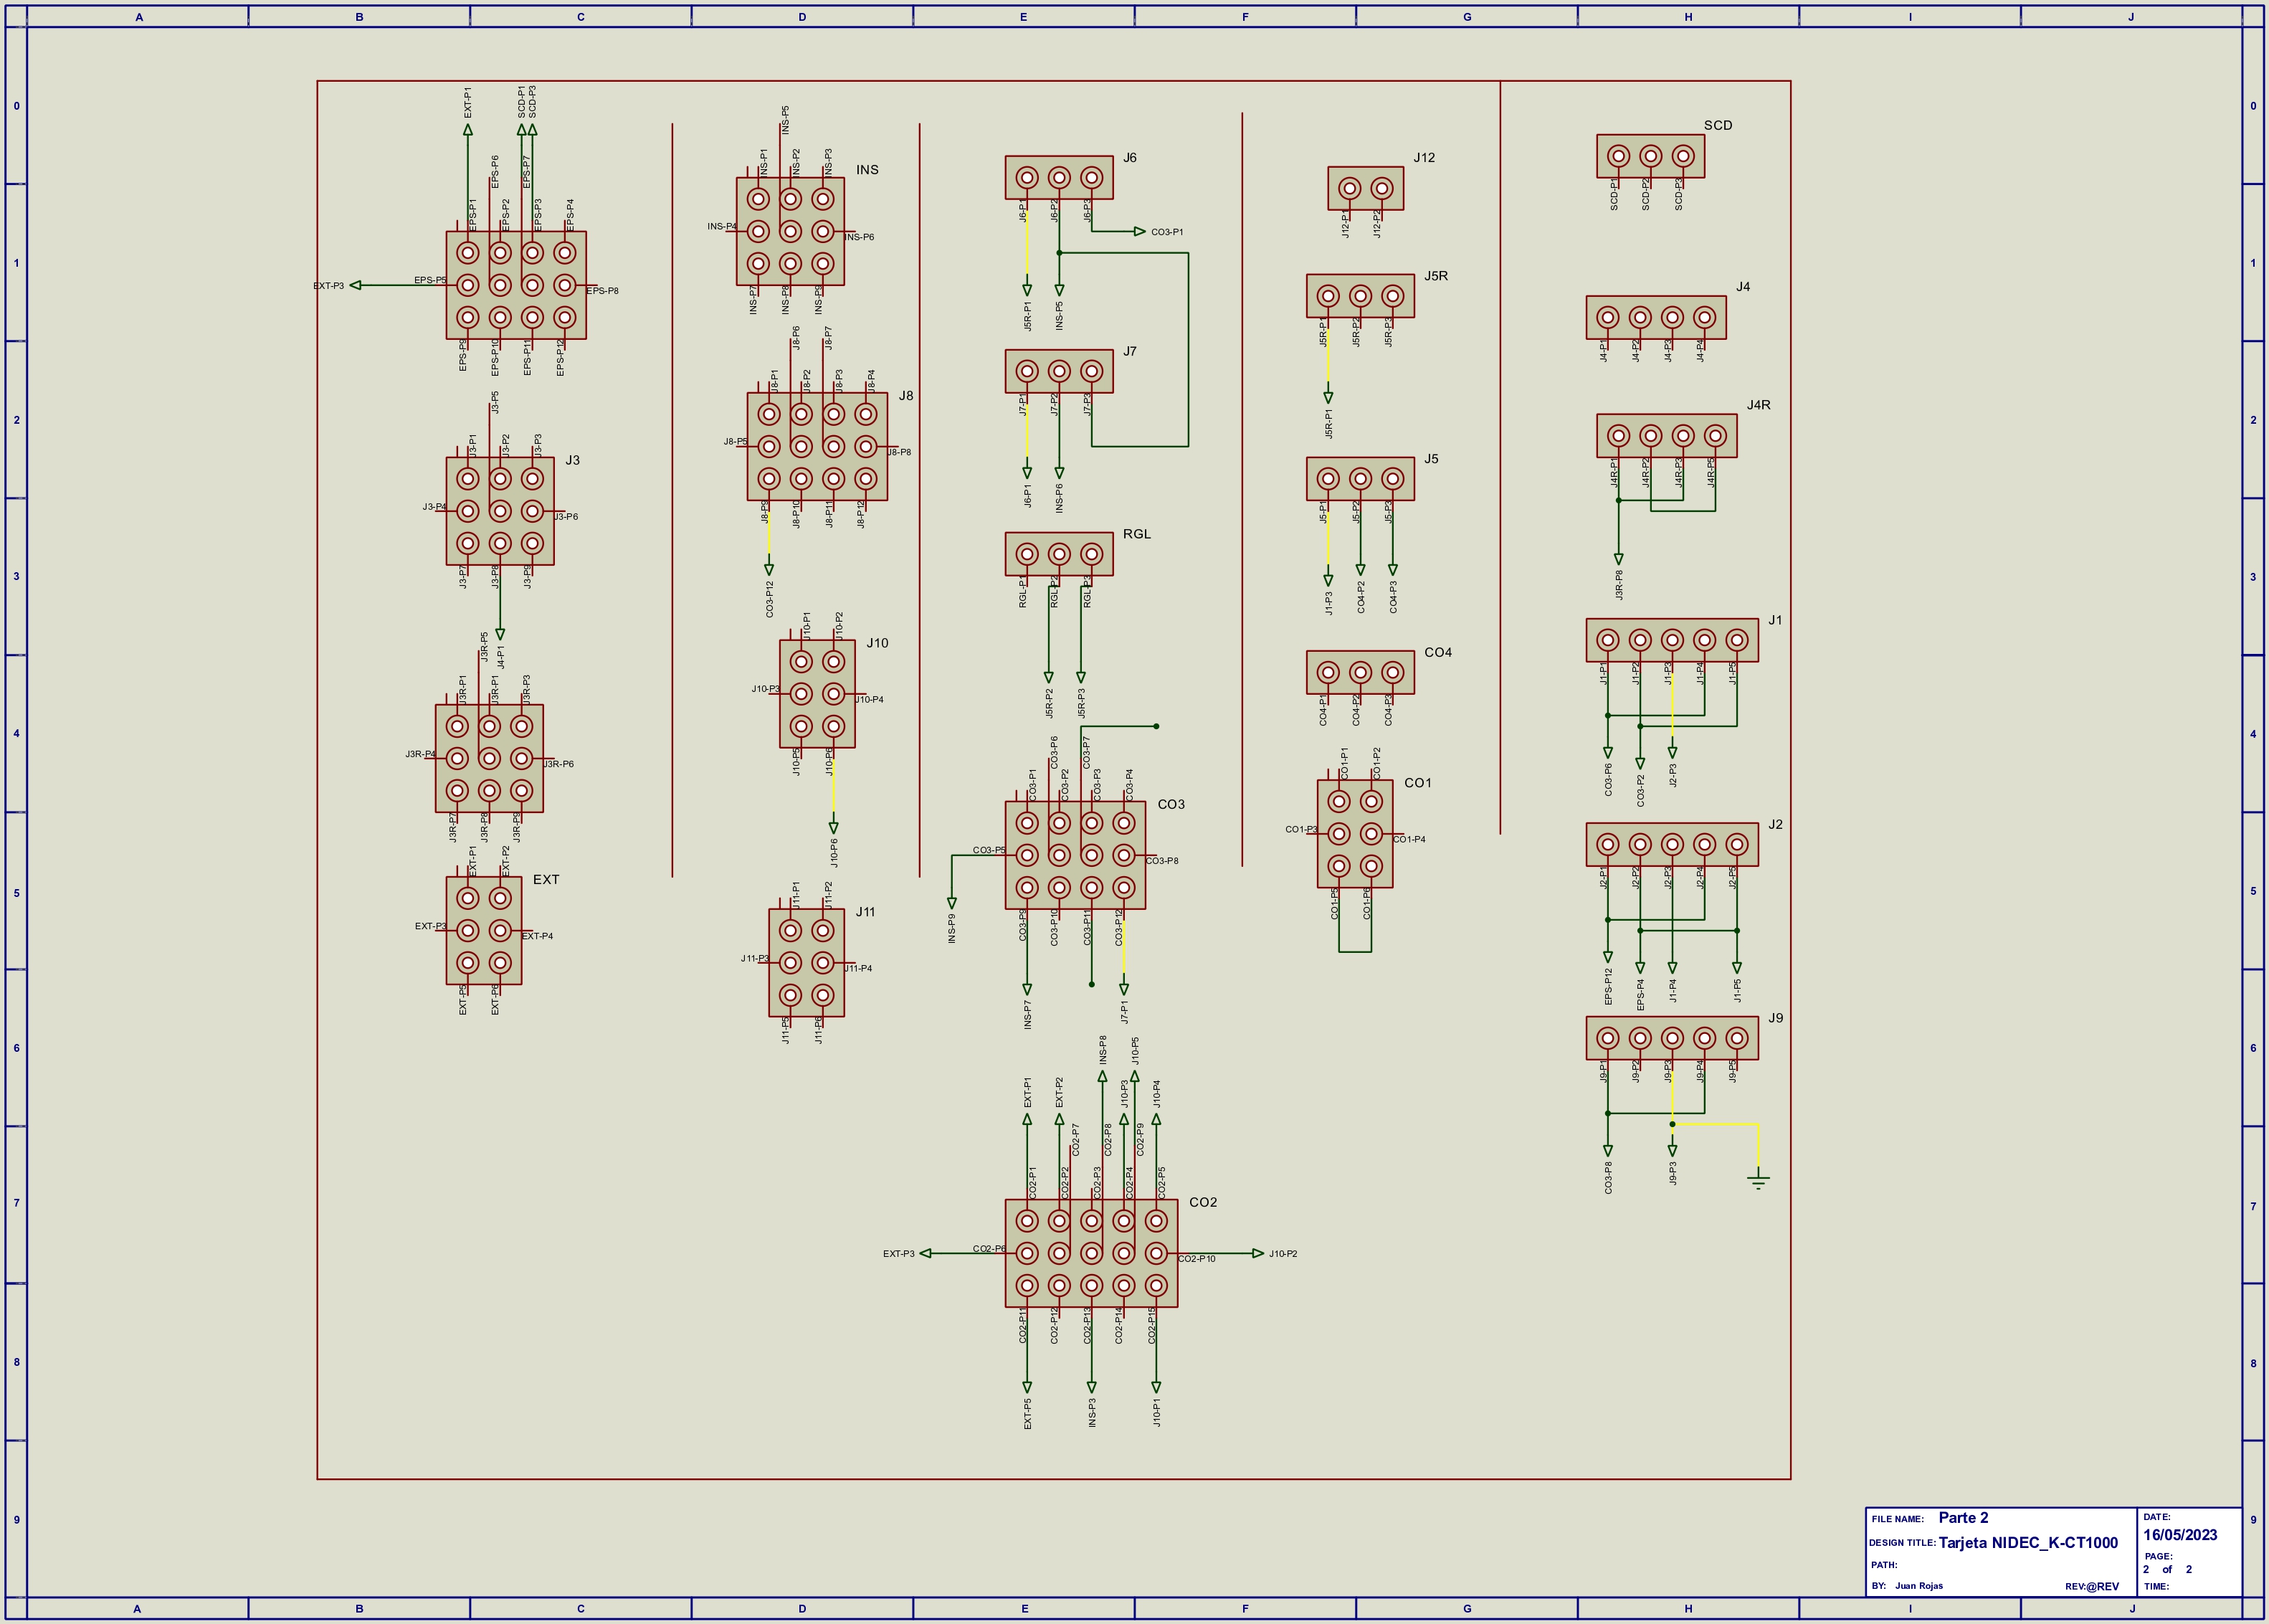 A B C D E F G H I J
0 0
1 1
2 2
3 3
4 4
5 5
6 6
7 7
8 8
9 9
EXT-P1
SCD-P1
SCD-P3
EPS-P6
EPS-P7
EPS-P1
EPS-P2
EPS-P3
EPS-P4
EXT-P3
EPS-P5
EPS-P8
EPS-P9
EPS-P10
EPS-P11
EPS-P12
J3
J3-P5
J3-P1
J3-P2
J3-P3
J3-P4
J3-P6
J3-P7
J3-P8
J3-P9
J4-P1
J3R-P5
J3R-P1
J3R-P1
J3R-P3
J3R-P4
J3R-P6
J3R-P7
J3R-P8
J3R-P9
EXT
EXT-P1
EXT-P2
EXT-P3
EXT-P4
EXT-P5
EXT-P6
INS
INS-P5
INS-P1
INS-P2
INS-P3
INS-P4
INS-P6
INS-P7
INS-P8
INS-P9
J8
J8-P6
J8-P7
J8-P1
J8-P2
J8-P3
J8-P4
J8-P5
J8-P8
J8-P9
J8-P10
J8-P11
J8-P12
CO3-P12
J10
J10-P1
J10-P2
J10-P3
J10-P4
J10-P5
J10-P6
J10-P6
J11
J11-P1
J11-P2
J11-P3
J11-P4
J11-P5
J11-P6
J6
J6-P1
J6-P2
J6-P3
CO3-P1
J5R-P1
INS-P5
J7
J7-P1
J7-P2
J7-P3
J6-P1
INS-P6
RGL
RGL-P1
RGL-P2
RGL-P3
J5R-P2
J5R-P3
CO3
CO3-P6
CO3-P7
CO3-P1
CO3-P2
CO3-P3
CO3-P4
CO3-P5
CO3-P8
INS-P9
CO3-P9
CO3-P10
CO3-P11
CO3-P12
INS-P7
J7-P1
CO2
INS-P8
J10-P5
EXT-P1
EXT-P2
J10-P3
J10-P4
CO2-P7
CO2-P8
CO2-P9
CO2-P1
CO2-P2
CO2-P3
CO2-P4
CO2-P5
EXT-P3
CO2-P6
CO2-P10
J10-P2
CO2-P11
CO2-P12
CO2-P13
CO2-P14
CO2-P15
EXT-P5
INS-P3
J10-P1
J12
J12-P1
J12-P2
J5R
J5R-P1
J5R-P2
J5R-P3
J5R-P1
J5
J5-P1
J5-P2
J5-P3
J1-P3
CO4-P2
CO4-P3
CO4
CO4-P1
CO4-P2
CO4-P3
CO1
CO1-P1
CO1-P2
CO1-P3
CO1-P4
CO1-P5
CO1-P6
SCD
SCD-P1
SCD-P2
SCD-P3
J4
J4-P1
J4-P2
J4-P3
J4-P4
J4R
J4R-P1
J4R-P2
J4R-P3
J4R-P5
J3R-P8
J1
J1-P1
J1-P2
J1-P3
J1-P4
J1-P5
CO3-P6
CO3-P2
J2-P3
J2
J2-P1
J2-P2
J2-P3
J2-P4
J2-P5
EPS-P12
EPS-P4
J1-P4
J1-P5
J9
J9-P1
J9-P2
J9-P3
J9-P4
J9-P5
CO3-P8
J9-P3
FILE NAME: Parte 2
DESIGN TITLE: Tarjeta NIDEC_K-CT1000
PATH:
BY: Juan Rojas REV:@REV
DATE:
16/05/2023
PAGE:
2 of 2
TIME:
A B C D E F G H I J